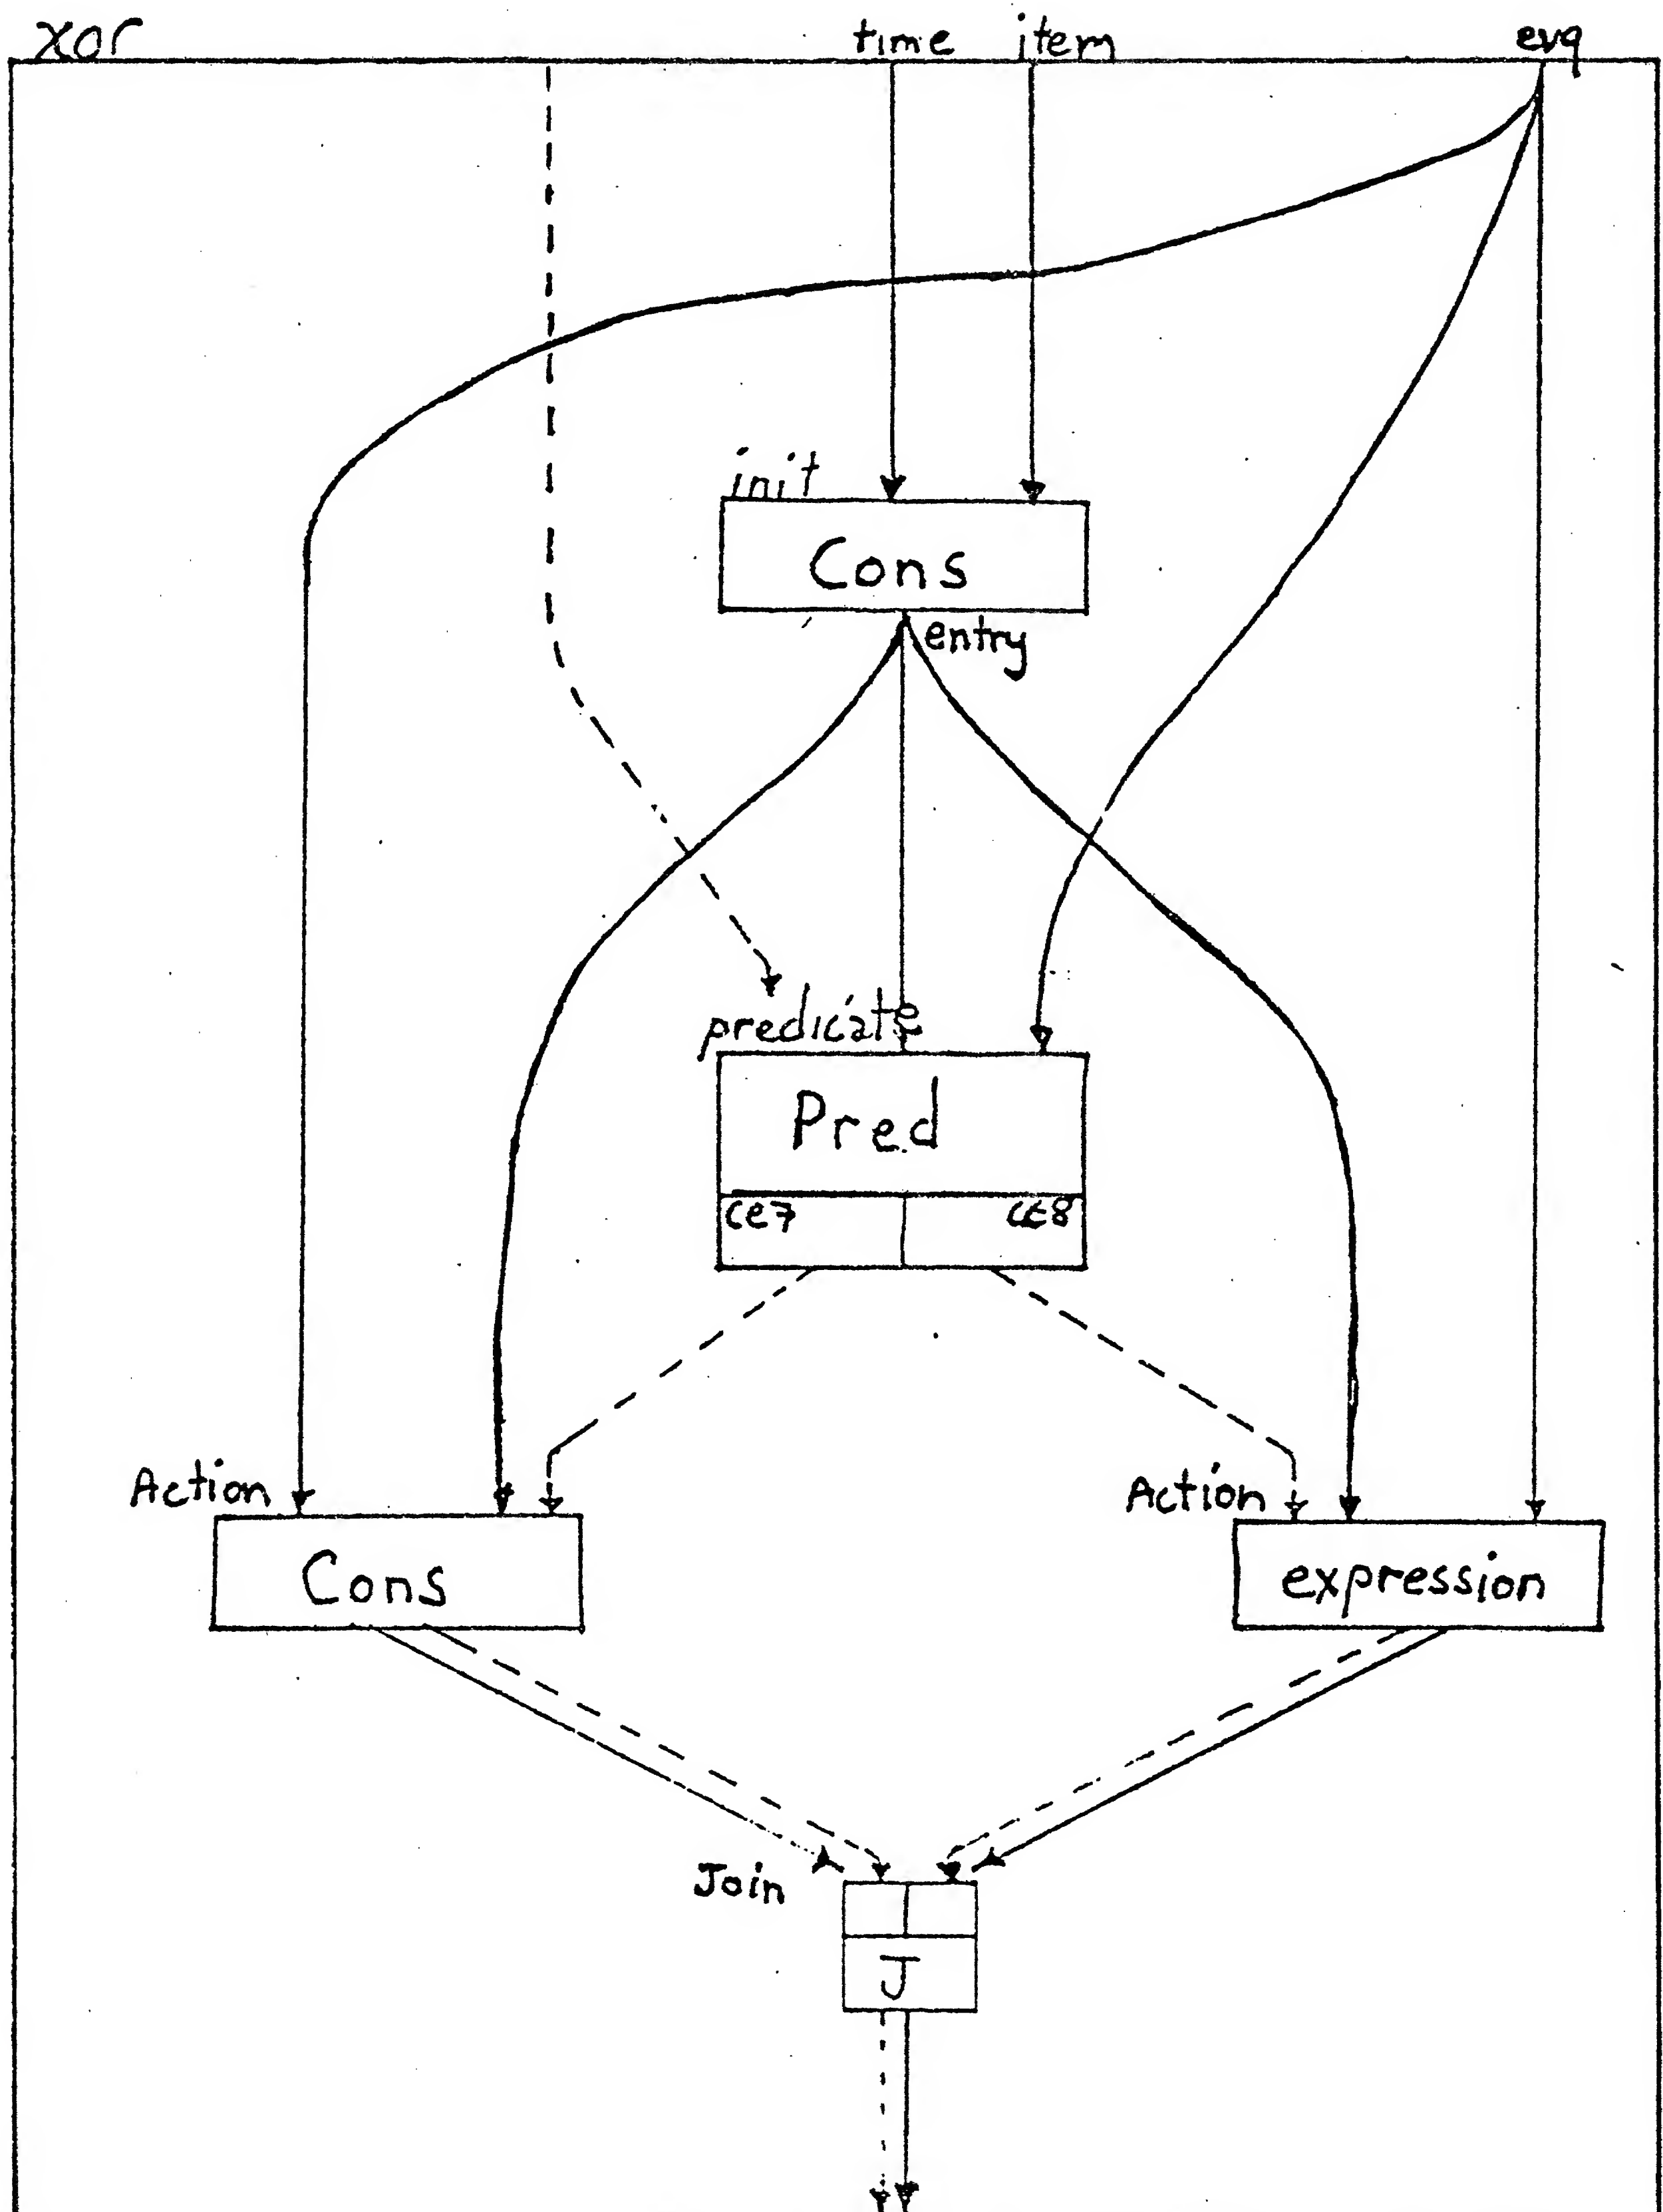 xor time item evq
init
Cons
entry
predicate
Pred
ce7 ce8
Action Action
Cons expression
Join
J